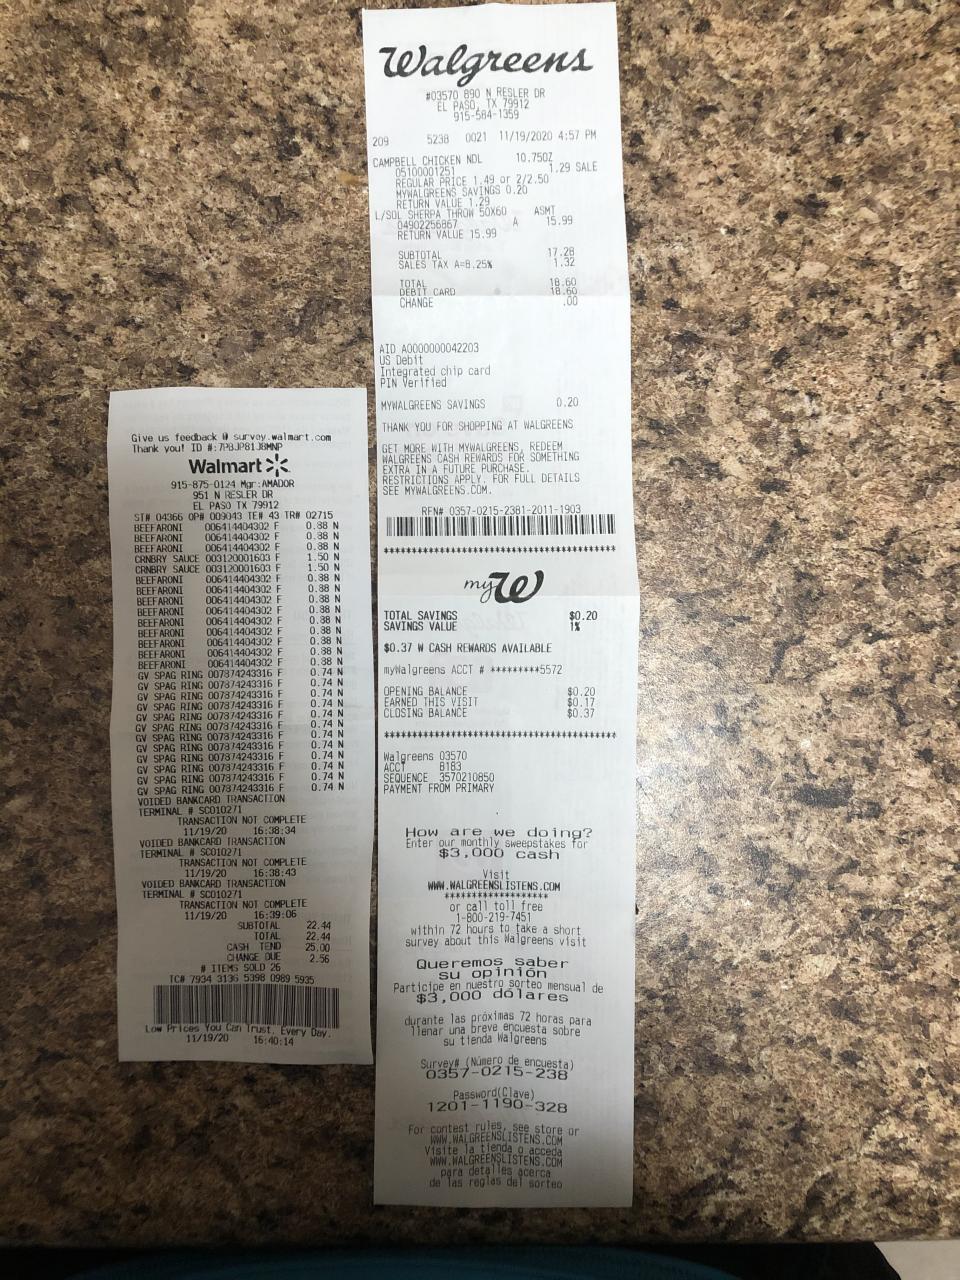 Give us feedback @ survey.walmart.com
Thank you! ID #:7P8JP81J8MNP
Walmart
915-875-0124 Mgr:AMADOR
951 N RESLER DR
EL PASO TX 79912
ST# 04366 OP# 009043 TE# 43 TR# 02715
BEEFARONI 006414404302 F 0.88 N
BEEFARONI 006414404302 F 0.88 N
BEEFARONI 006414404302 F 0.88 N
CRNBRY SAUCE 003120001603 F 1.50 N
CRNBRY SAUCE 003120001603 F 1.50 N
BEEFARONI 006414404302 F 0.88 N
BEEFARONI 006414404302 F 0.88 N
BEEFARONI 006414404302 F 0.88 N
BEEFARONI 006414404302 F 0.88 N
BEEFARONI 006414404302 F 0.88 N
BEEFARONI 006414404302 F 0.88 N
BEEFARONI 006414404302 F 0.88 N
BEEFARONI 006414404302 F 0.88 N
BEEFARONI 006414404302 F 0.88 N
GV SPAG RING 007874243316 F 0.74 N
GV SPAG RING 007874243316 F 0.74 N
GV SPAG RING 007874243316 F 0.74 N
GV SPAG RING 007874243316 F 0.74 N
GV SPAG RING 007874243316 F 0.74 N
GV SPAG RING 007874243316 F 0.74 N
GV SPAG RING 007874243316 F 0.74 N
GV SPAG RING 007874243316 F 0.74 N
GV SPAG RING 007874243316 F 0.74 N
GV SPAG RING 007874243316 F 0.74 N
GV SPAG RING 007874243316 F 0.74 N
GV SPAG RING 007874243316 F 0.74 N
VOIDED BANKCARD TRANSACTION
TERMINAL # SC010271
TRANSACTION NOT COMPLETE
11/19/20 16:38:34
VOIDED BANKCARD TRANSACTION
TERMINAL # SC010271
TRANSACTION NOT COMPLETE
11/19/20 16:38:43
VOIDED BANKCARD TRANSACTION
TERMINAL # SC010271
TRANSACTION NOT COMPLETE
11/19/20 16:39:06
SUBTOTAL 22.44
TOTAL 22.44
CASH TEND 25.00
CHANGE DUE 2.56
# ITEMS SOLD 26
TC# 7934 3136 5398 0989 5935
Low Prices You Can Trust. Every Day.
11/19/20 16:40:14
Walgreens
#03570 890 N RESLER DR
EL PASO, TX 79912
915-584-1359
209 5238 0021 11/19/2020 4:57 PM
CAMPBELL CHICKEN NDL 10.75OZ
05100001251 1.29 SALE
REGULAR PRICE 1.49 or 2/2.50
MYWALGREENS SAVINGS 0.20
RETURN VALUE 1.29
L/SOL SHERPA THROW 50X60 ASMT
04902256867 A 15.99
RETURN VALUE 15.99
SUBTOTAL 17.28
SALES TAX A=8.25% 1.32
TOTAL 18.60
DEBIT CARD 18.60
CHANGE .00
AID A0000000042203
US Debit
Integrated chip card
PIN Verified
MYWALGREENS SAVINGS 0.20
THANK YOU FOR SHOPPING AT WALGREENS
GET MORE WITH MYWALGREENS, REDEEM
WALGREENS CASH REWARDS FOR SOMETHING
EXTRA IN A FUTURE PURCHASE.
RESTRICTIONS APPLY. FOR FULL DETAILS
SEE MYWALGREENS.COM.
RFN# 0357-0215-2381-2011-1903
****************************************
myW
TOTAL SAVINGS $0.20
SAVINGS VALUE 1%
$0.37 W CASH REWARDS AVAILABLE
myWalgreens ACCT # *********5572
OPENING BALANCE $0.20
EARNED THIS VISIT $0.17
CLOSING BALANCE $0.37
****************************************
Walgreens 03570
ACCT 8183
SEQUENCE 3570210850
PAYMENT FROM PRIMARY
How are we doing?
Enter our monthly sweepstakes for
$3,000 cash
Visit
WWW.WALGREENSLISTENS.COM
*******************
or call toll free
1-800-219-7451
within 72 hours to take a short
survey about this Walgreens visit
Queremos saber
su opinión
Participe en nuestro sorteo mensual de
$3,000 dólares
durante las próximas 72 horas para
llenar una breve encuesta sobre
su tienda Walgreens
Survey# (Número de encuesta)
0357-0215-238
Password(Clave)
1201-1190-328
For contest rules, see store or
WWW.WALGREENSLISTENS.COM
Visite la tienda o acceda
WWW.WALGREENSLISTENS.COM
para detalles acerca
de las reglas del sorteo